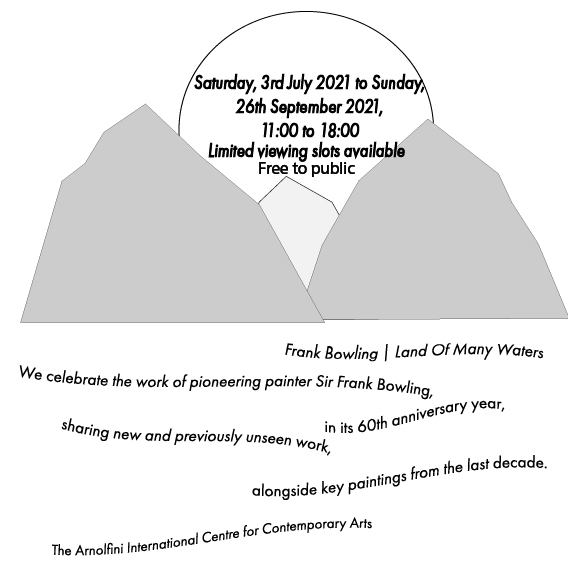 Saturday, 3rd July 2021 to Sunday,
26th September 2021,
11:00 to 18:00
Limited viewing slots available
Free to public
Frank Bowling | Land Of Many Waters
We celebrate the work of pioneering painter Sir Frank Bowling,
in its 60th anniversary year,
sharing new and previously unseen work,
alongside key paintings from the last decade.
The Arnolfini International Centre for Contemporary Arts